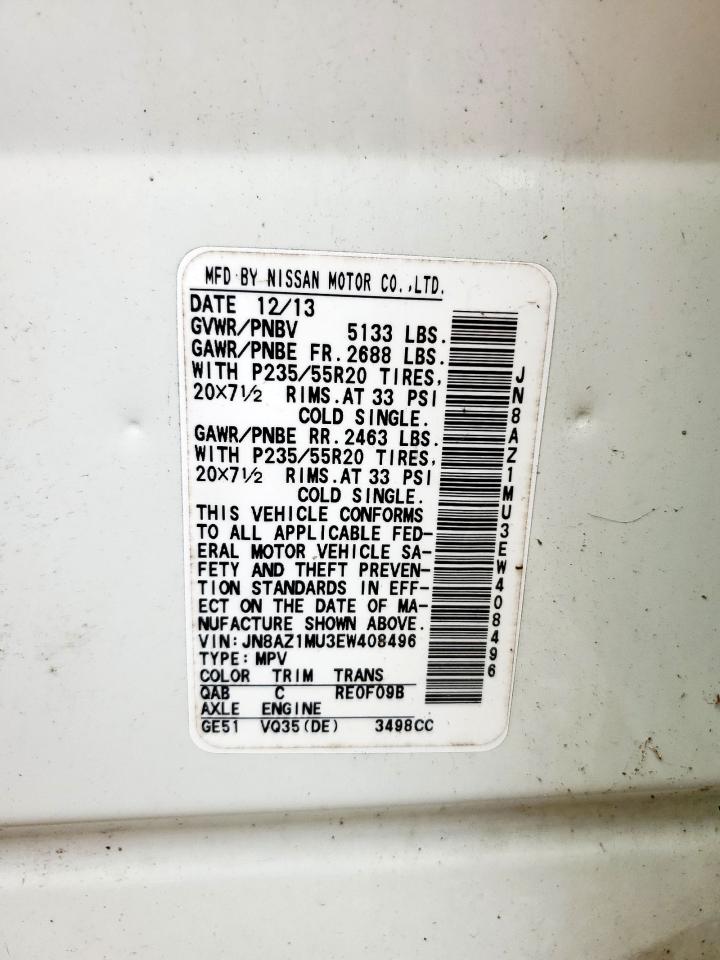 MFD BY NISSAN MOTOR CO.,LTD.
DATE 12/13
GVWR/PNBV 5133 LBS.
GAWR/PNBE FR. 2688 LBS.
WITH P235/55R20 TIRES,
20×7½ RIMS.AT 33 PSI
COLD SINGLE.
GAWR/PNBE RR. 2463 LBS.
WITH P235/55R20 TIRES,
20×7½ RIMS.AT 33 PSI
COLD SINGLE.
THIS VEHICLE CONFORMS
TO ALL APPLICABLE FED-
ERAL MOTOR VEHICLE SA-
FETY AND THEFT PREVEN-
TION STANDARDS IN EFF-
ECT ON THE DATE OF MA-
NUFACTURE SHOWN ABOVE.
VIN:JN8AZ1MU3EW408496
TYPE:MPV
COLOR TRIM TRANS
QAB C RE0F09B
AXLE ENGINE
GE51 VQ35(DE) 3498CC
JN8AZ1MU3EW408496